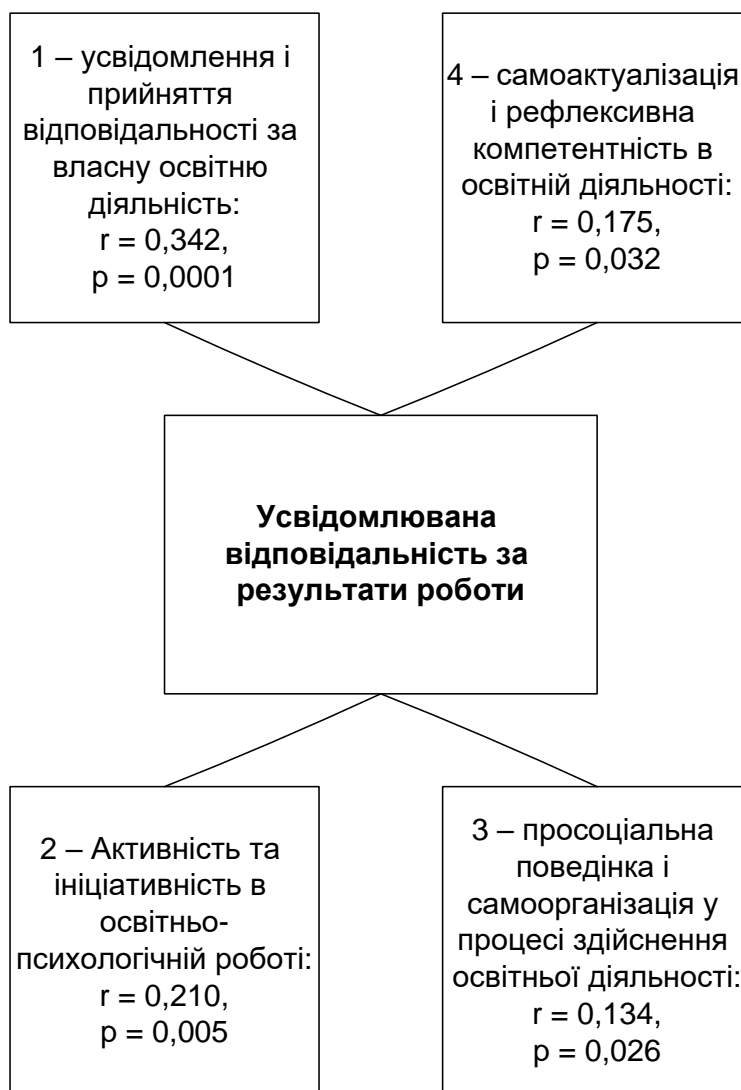 1 – усвідомлення і
прийняття
відповідальності за
власну освітню
діяльність:
r = 0,342,
p = 0,0001
4 – самоактуалізація
і рефлексивна
компетентність в
освітній діяльності:
r = 0,175,
p = 0,032
Усвідомлювана
відповідальність за
результати роботи
2 – Активність та
ініціативність в
освітньо-
психологічній роботі:
r = 0,210,
p = 0,005
3 – просоціальна
поведінка і
самоорганізація у
процесі здійснення
освітньої діяльності:
r = 0,134,
p = 0,026